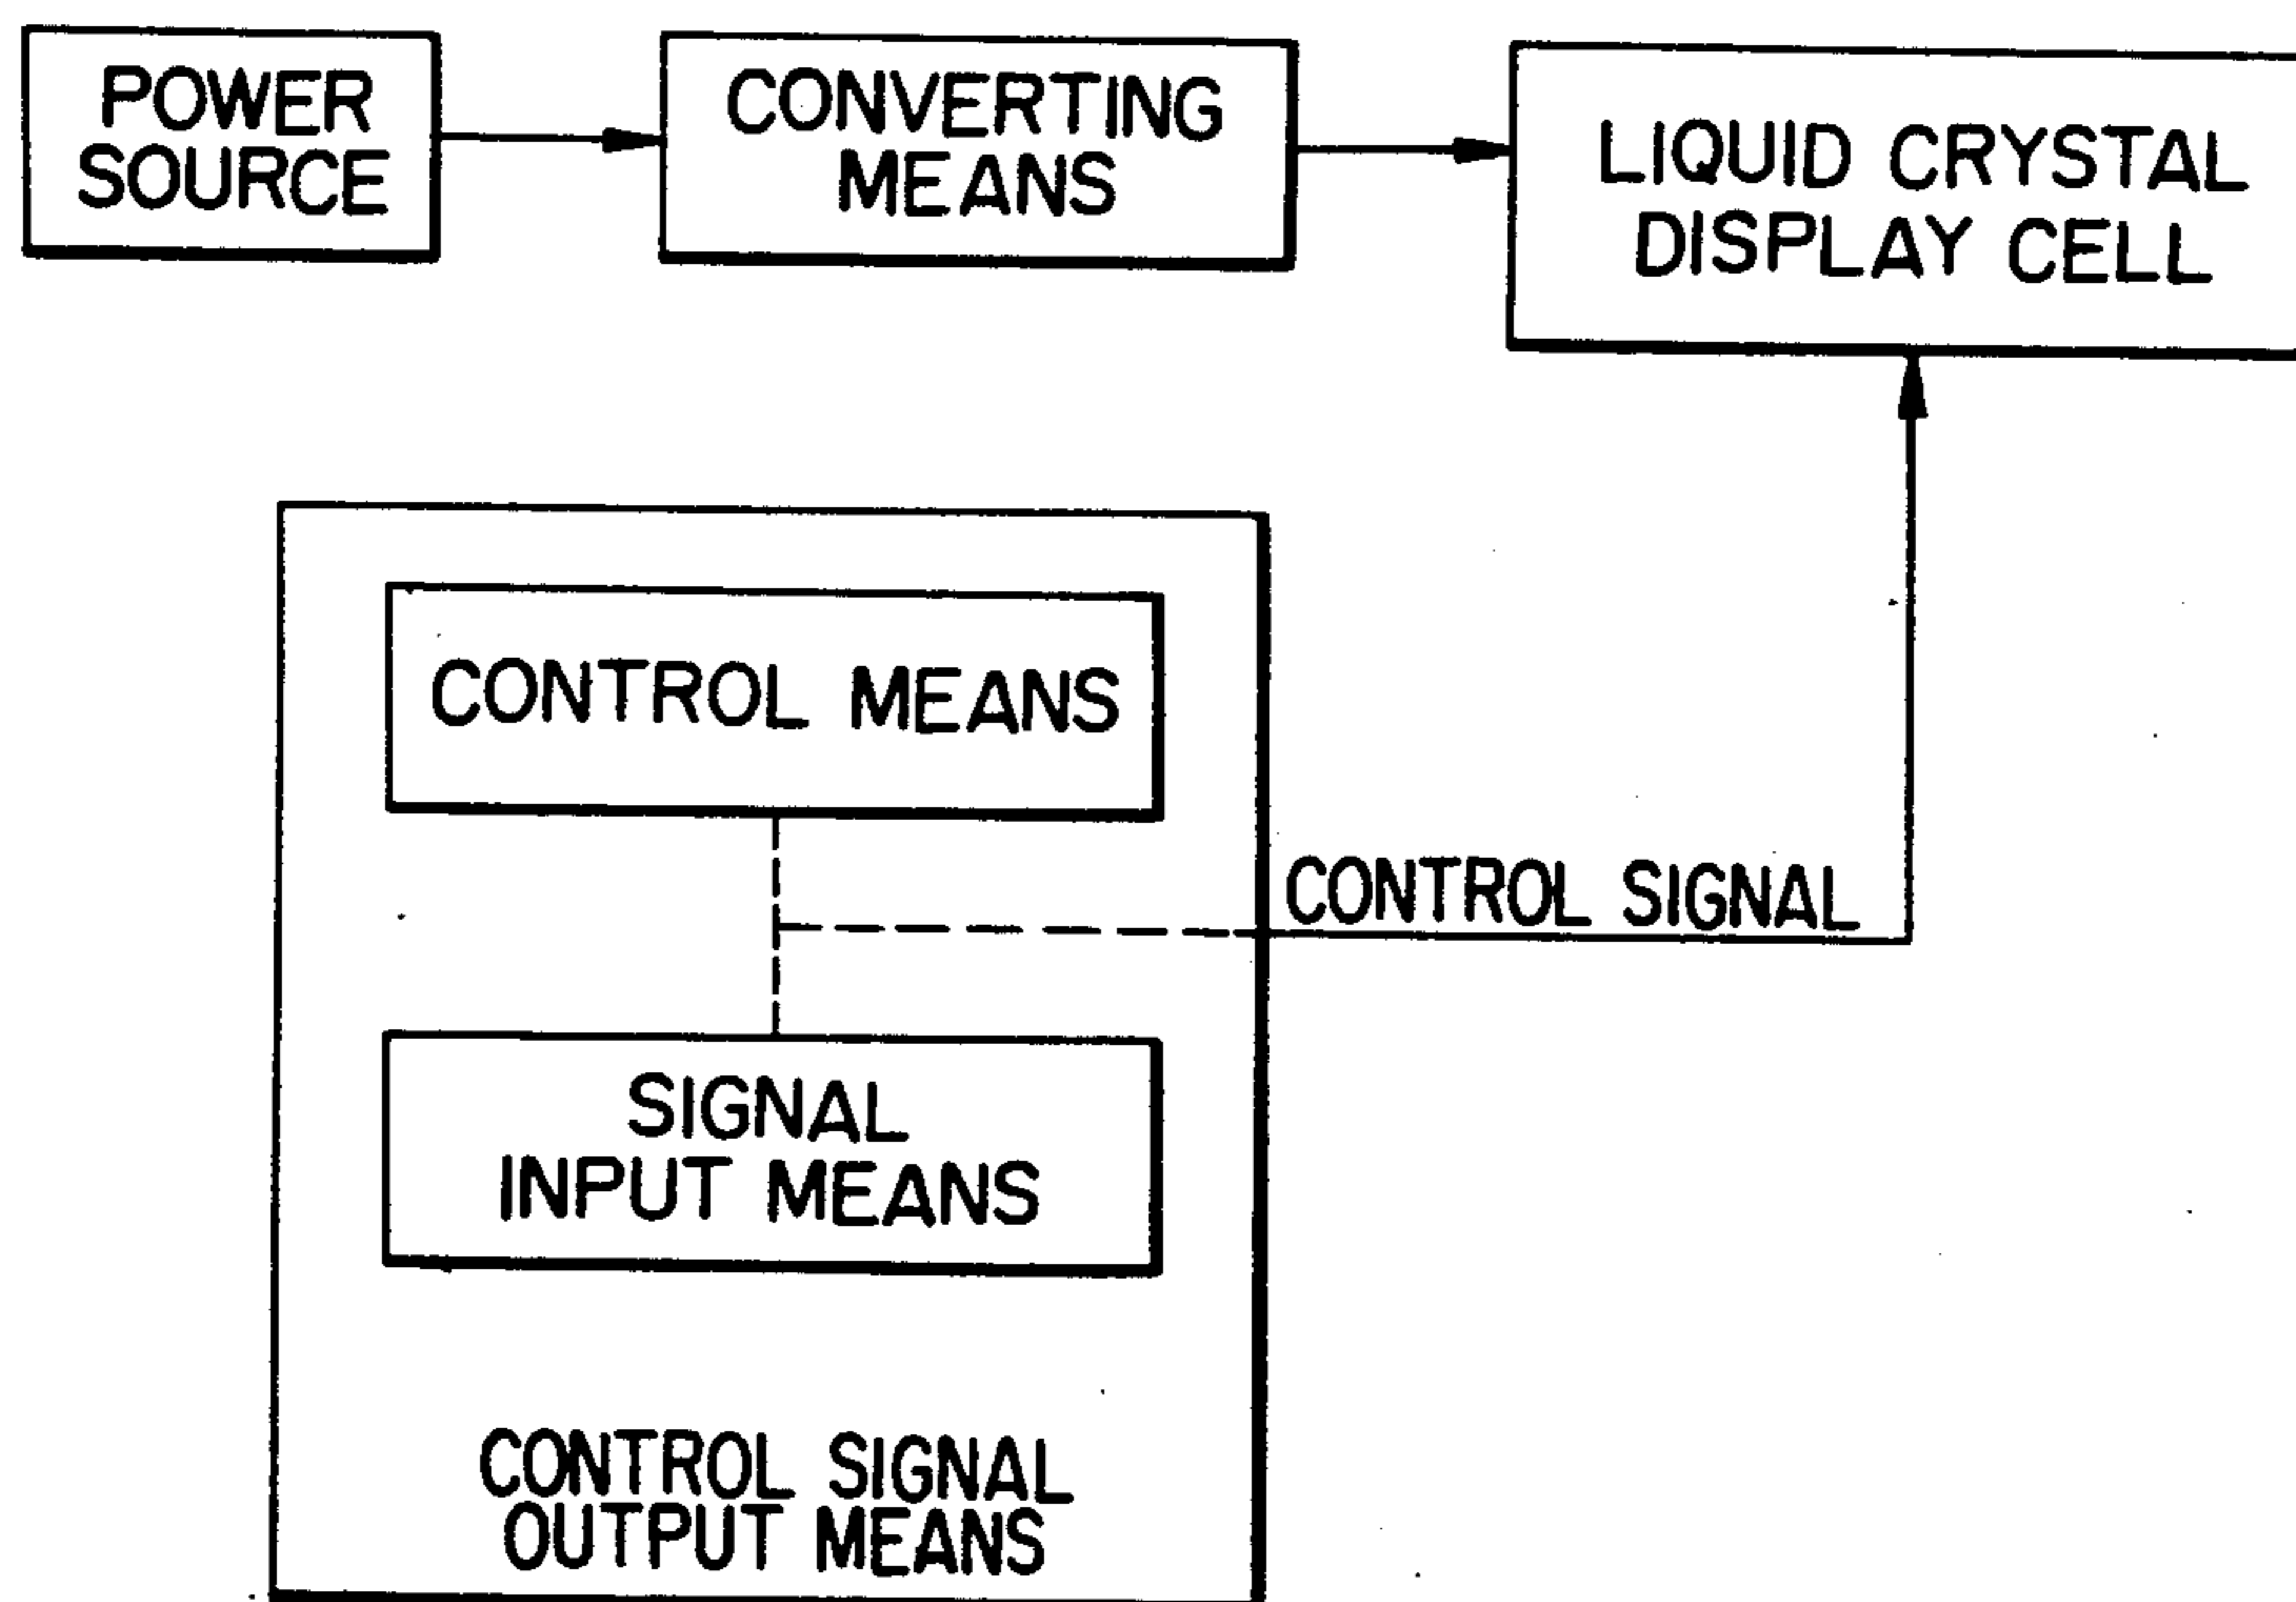 POWER
SOURCE
CONVERTING
MEANS
LIQUID CRYSTAL
DISPLAY CELL
CONTROL MEANS
CONTROL SIGNAL
SIGNAL
INPUT MEANS
CONTROL SIGNAL
OUTPUT MEANS